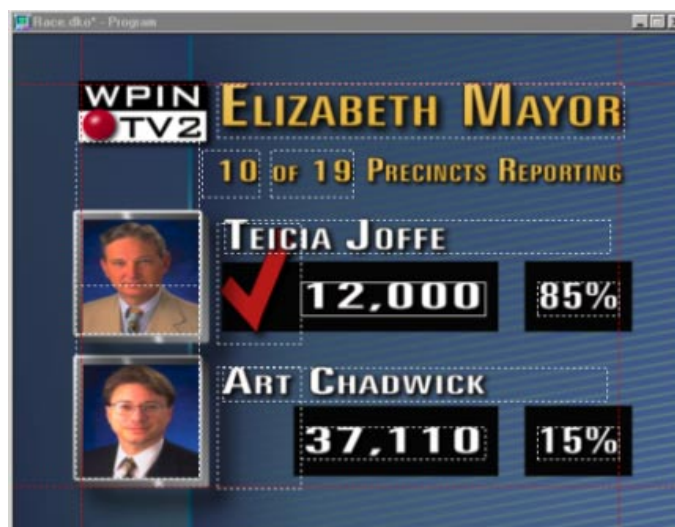 Race.dko* - Program
WPIN
TV2
ELIZABETH MAYOR
10 OF 19 PRECINCTS REPORTING
TEICIA JOFFE
12,000 85%
ART CHADWICK
37,110 15%